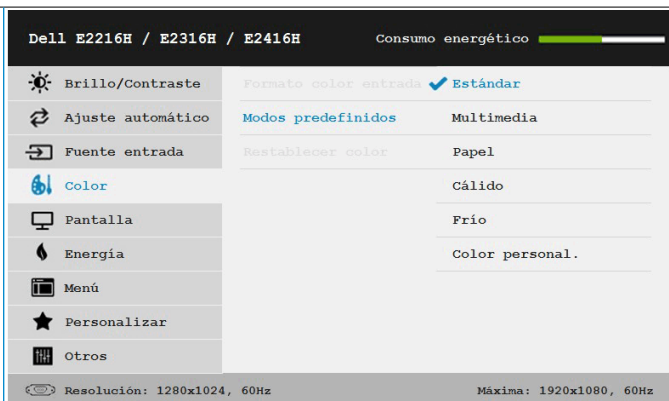 Dell E2216H / E2316H / E2416H Consumo energético
Brillo/Contraste Formato color entrada Estándar
Ajuste automático Modos predefinidos Multimedia
Fuente entrada Restablecer color Papel
Color Cálido
Pantalla Frío
Energía Color personal.
Menú
Personalizar
Otros
Resolución: 1280x1024, 60Hz Máxima: 1920x1080, 60Hz